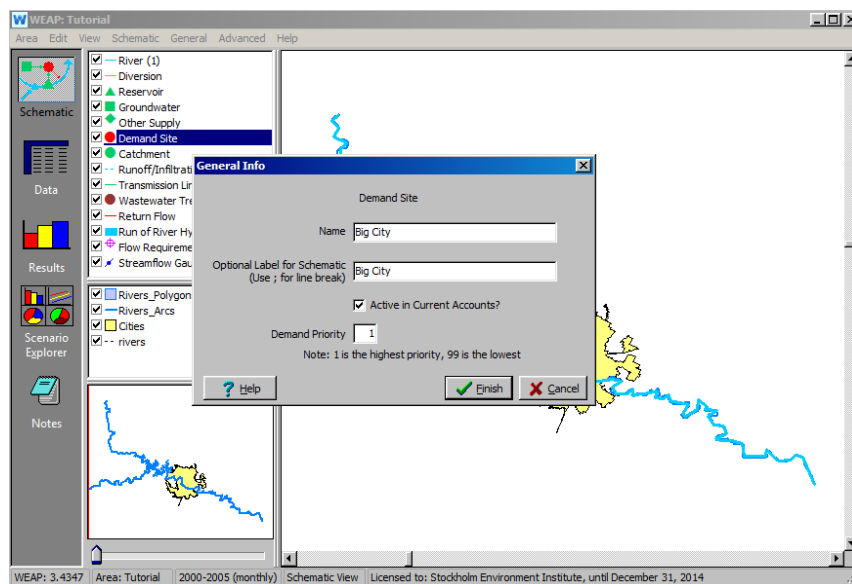 WEAP: Tutorial
Area Edit View Schematic General Advanced Help
Schematic
Data
Results
Scenario
Explorer
Notes
River (1)
Diversion
Reservoir
Groundwater
Other Supply
Demand Site
Catchment
Runoff/Infiltrati
Transmission Lin
Wastewater Tre
Return Flow
Run of River Hy
Flow Requireme
Streamflow Gau
Rivers_Polygon
Rivers_Arcs
Cities
rivers
General Info
Demand Site
Name Big City
Optional Label for Schematic
(Use ; for line break) Big City
Active in Current Accounts?
Demand Priority 1
Note: 1 is the highest priority, 99 is the lowest
? Help Finish Cancel
WEAP: 3.4347 Area: Tutorial 2000-2005 (monthly) Schematic View Licensed to: Stockholm Environment Institute, until December 31, 2014